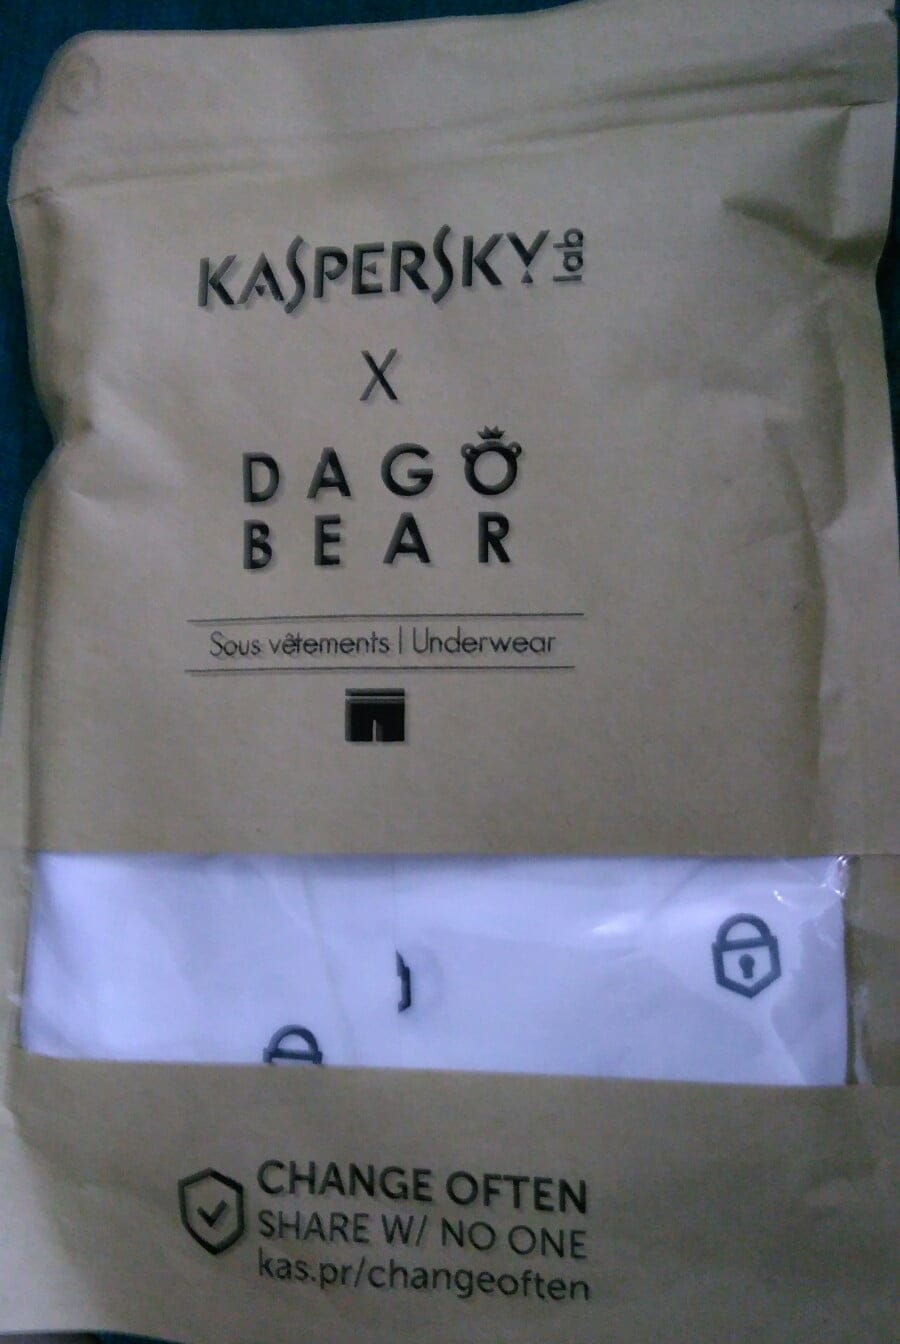 KASPERSKY lab
X
DAGO
BEAR
Sous vêtements | Underwear
CHANGE OFTEN
SHARE W/ NO ONE
kas.pr/changeoften